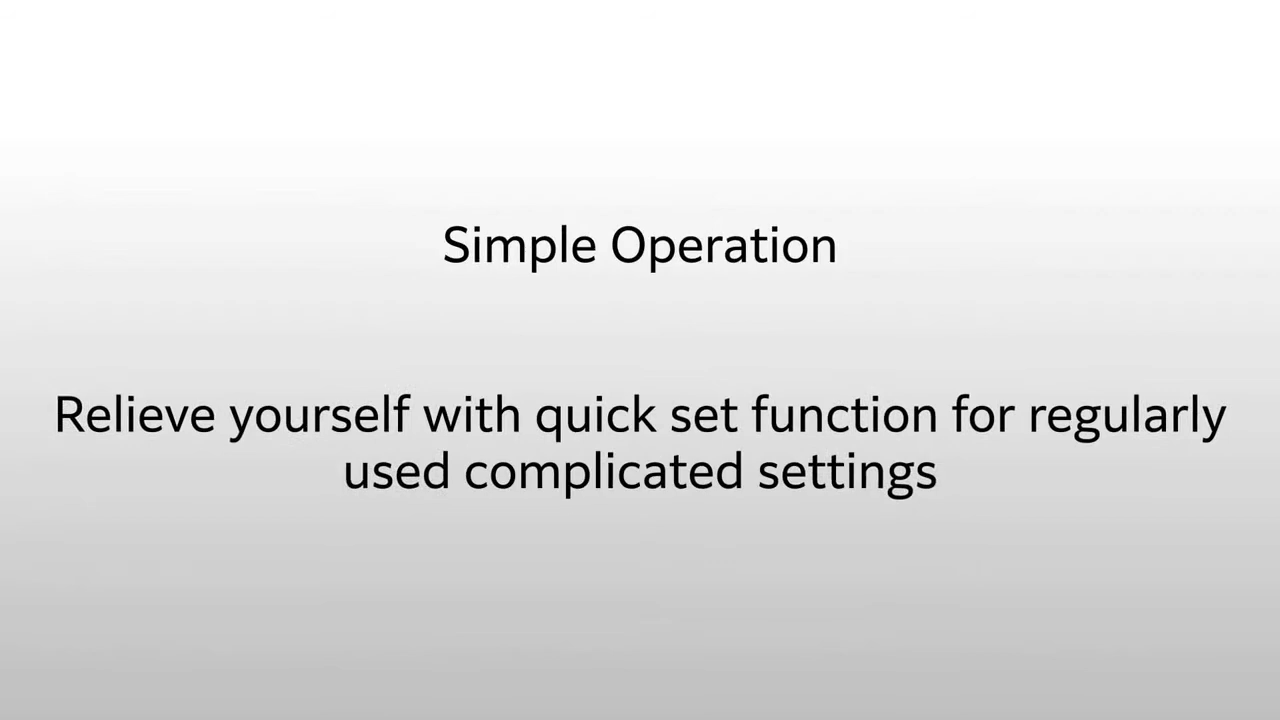 Simple Operation
Relieve yourself with quick set function for regularly
used complicated settings